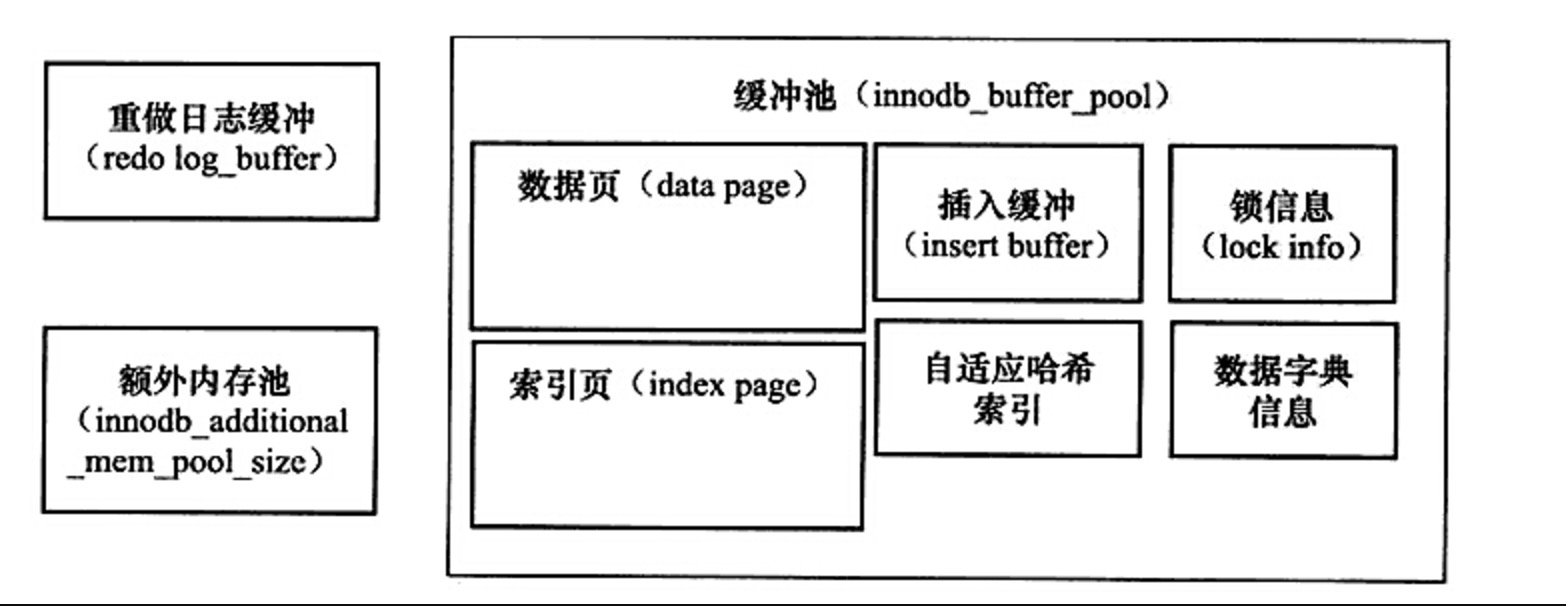 重做日志缓冲
（redo log_buffer）
额外内存池
（innodb_additional
_mem_pool_size）
缓冲池（innodb_buffer_pool）
数据页（data page）
索引页（index page）
插入缓冲
（insert buffer）
锁信息
（lock info）
自适应哈希
索引
数据字典
信息